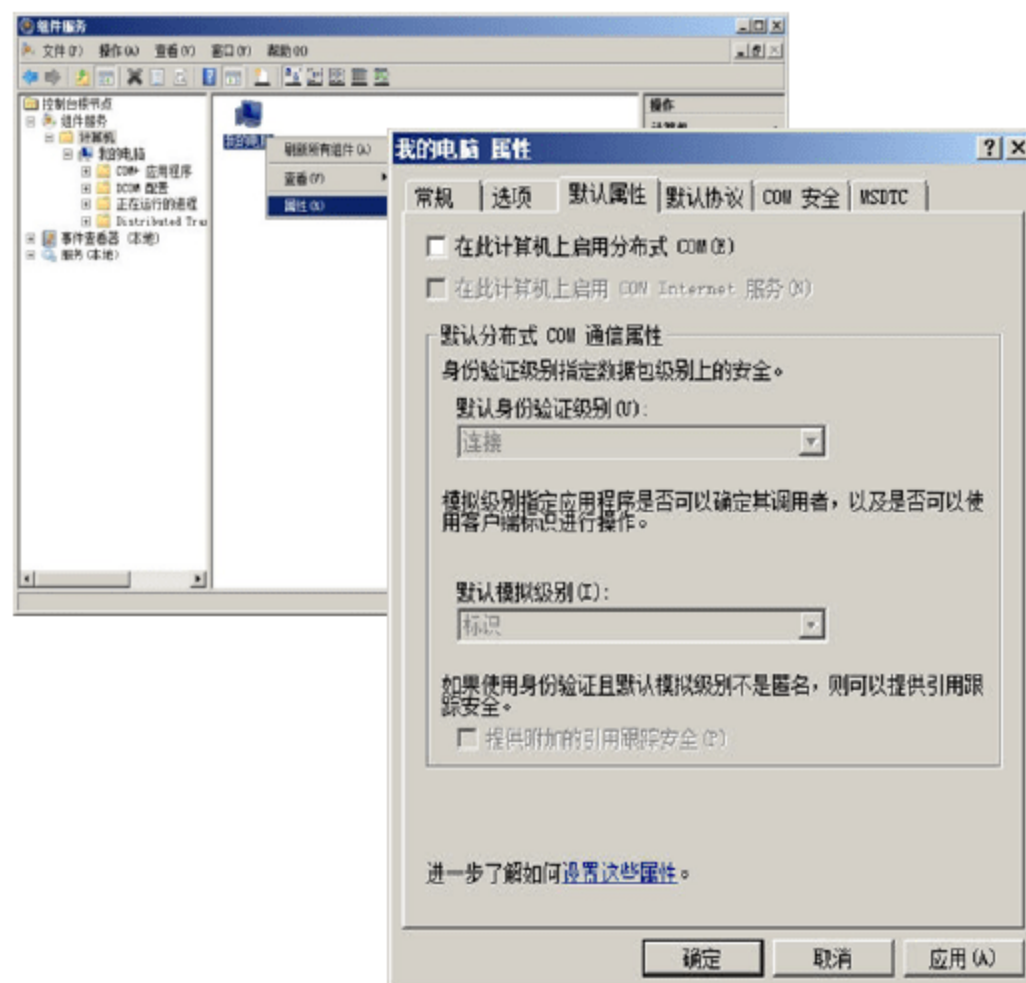 组件服务
文件(F) 操作(A) 查看(V) 窗口(W) 帮助(H)
控制台根节点
组件服务
计算机
我的电脑
COM+ 应用程序
DCOM 配置
正在运行的进程
Distributed Tra
事件查看器 (本地)
服务(本地)
我的电脑
操作
计算机
刷新所有组件(A)
查看(V)
属性(R)
我的电脑 属性
常规 选项 默认属性 默认协议 COM 安全 MSDTC
在此计算机上启用分布式 COM(E)
在此计算机上启用 COM Internet 服务(N)
默认分布式 COM 通信属性
身份验证级别指定数据包级别上的安全。
默认身份验证级别(U):
连接
模拟级别指定应用程序是否可以确定其调用者，以及是否可以使
用客户端标识进行操作。
默认模拟级别(I):
标识
如果使用身份验证且默认模拟级别不是匿名，则可以提供引用跟
踪安全。
提供附加的引用跟踪安全(P)
进一步了解如何设置这些属性。
确定 取消 应用(A)